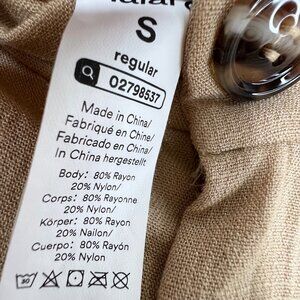 S
regular
02798537
Made in China/
Fabriqué en Chine/
Fabricado en China/
In China hergestellt
Body: 80% Rayon
20% Nylon/
Corps: 80% Rayonne
20% Nylon/
Körper: 80% Rayon
20% Nailon/
Cuerpo: 80% Rayón
20% Nylon
30